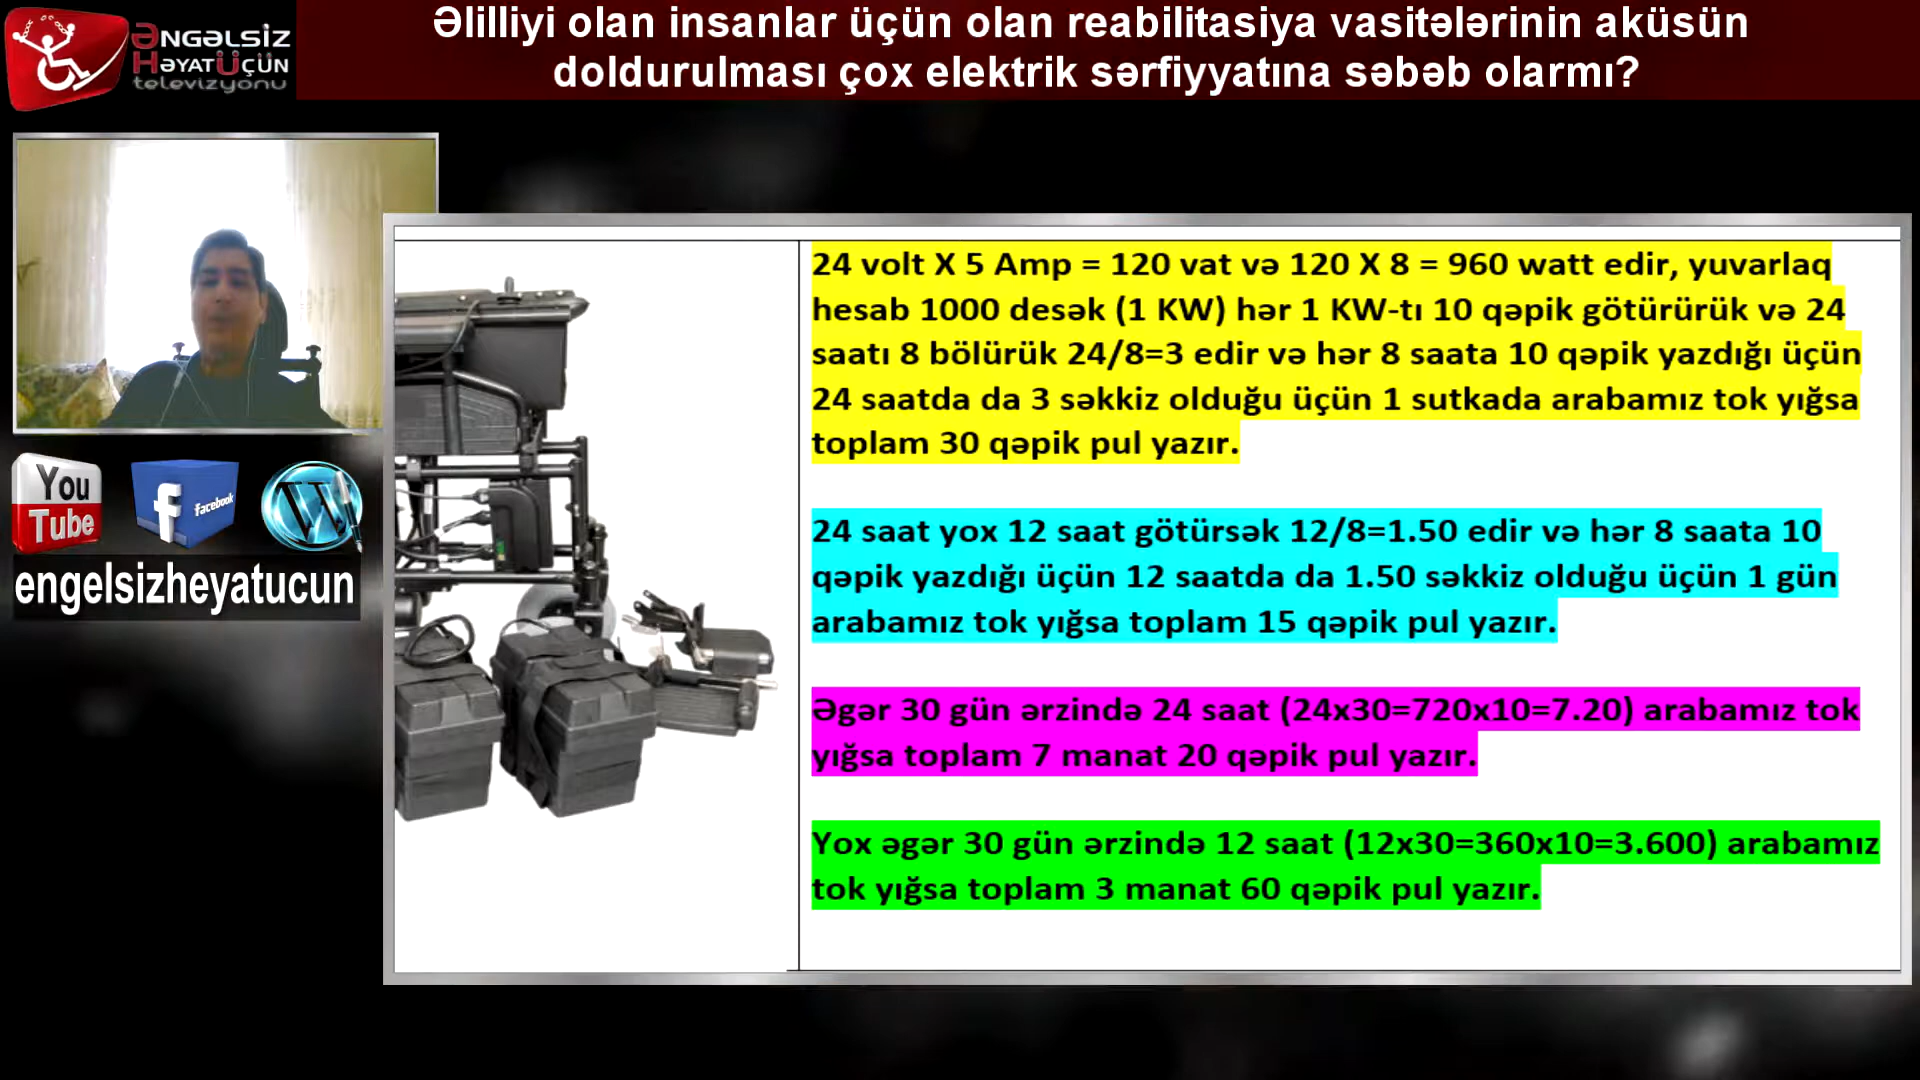 ƏNGƏLSİZ
HƏYAT ÜÇÜN
televizyonu
Əlilliyi olan insanlar üçün olan reabilitasiya vasitələrinin aküsün
doldurulması çox elektrik sərfiyyatına səbəb olarmı?
24 volt X 5 Amp = 120 vat və 120 X 8 = 960 watt edir, yuvarlaq
hesab 1000 desək (1 KW) hər 1 KW-tı 10 qəpik götürürük və 24
saatı 8 bölürük 24/8=3 edir və hər 8 saata 10 qəpik yazdığı üçün
24 saatda da 3 səkkiz olduğu üçün 1 sutkada arabamız tok yığsa
toplam 30 qəpik pul yazır.
24 saat yox 12 saat götürsək 12/8=1.50 edir və hər 8 saata 10
qəpik yazdığı üçün 12 saatda da 1.50 səkkiz olduğu üçün 1 gün
arabamız tok yığsa toplam 15 qəpik pul yazır.
Əgər 30 gün ərzində 24 saat (24x30=720x10=7.20) arabamız tok
yığsa toplam 7 manat 20 qəpik pul yazır.
Yox əgər 30 gün ərzində 12 saat (12x30=360x10=3.600) arabamız
tok yığsa toplam 3 manat 60 qəpik pul yazır.
You
Tube
f facebook
W
engelsizheyatucun